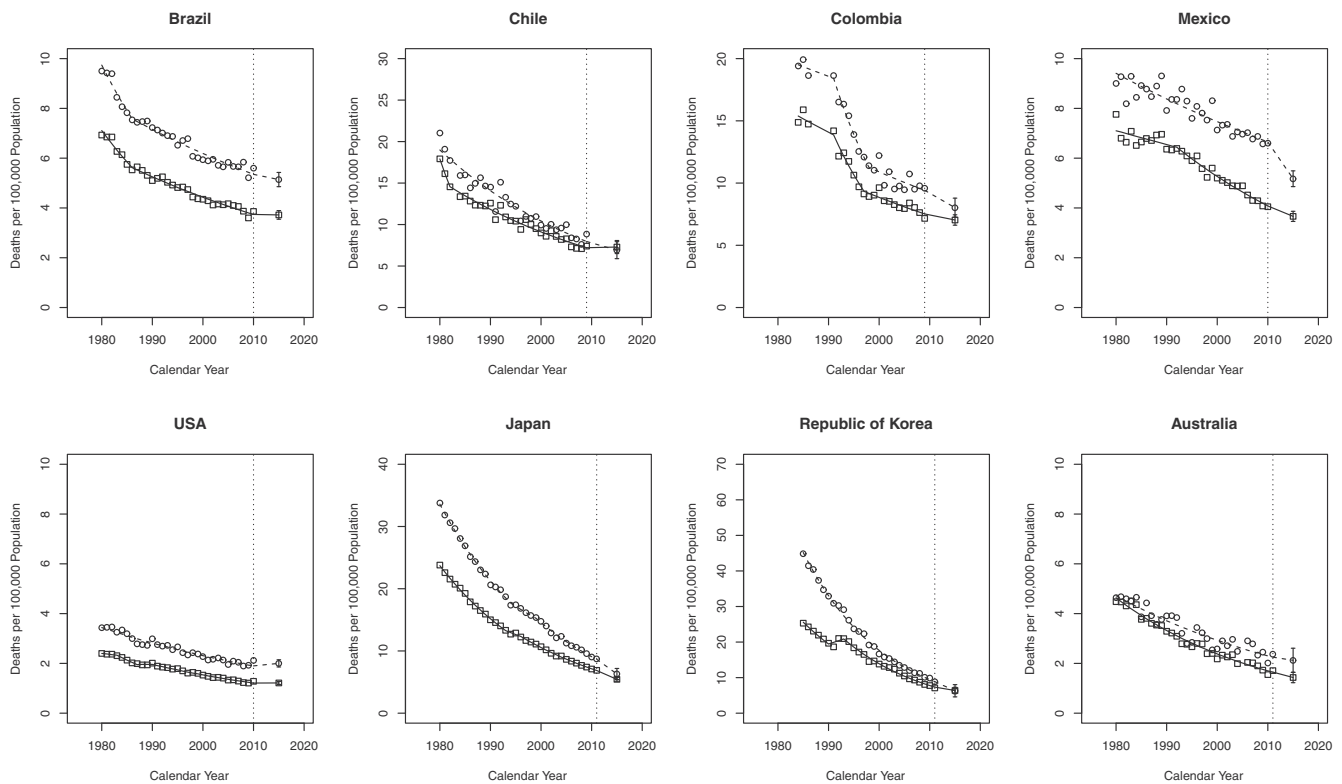 Brazil
Deaths per 100,000 Population
0 2 4 6 8 10
1980 1990 2000 2010 2020
Calendar Year
Chile
Deaths per 100,000 Population
0 5 10 15 20 25 30
1980 1990 2000 2010 2020
Calendar Year
Colombia
Deaths per 100,000 Population
0 5 10 15 20
1980 1990 2000 2010 2020
Calendar Year
Mexico
Deaths per 100,000 Population
0 2 4 6 8 10
1980 1990 2000 2010 2020
Calendar Year
USA
Deaths per 100,000 Population
0 2 4 6 8 10
1980 1990 2000 2010 2020
Calendar Year
Japan
Deaths per 100,000 Population
0 10 20 30 40
1980 1990 2000 2010 2020
Calendar Year
Republic of Korea
Deaths per 100,000 Population
0 10 20 30 40 50 60 70
1980 1990 2000 2010 2020
Calendar Year
Australia
Deaths per 100,000 Population
0 2 4 6 8 10
1980 1990 2000 2010 2020
Calendar Year